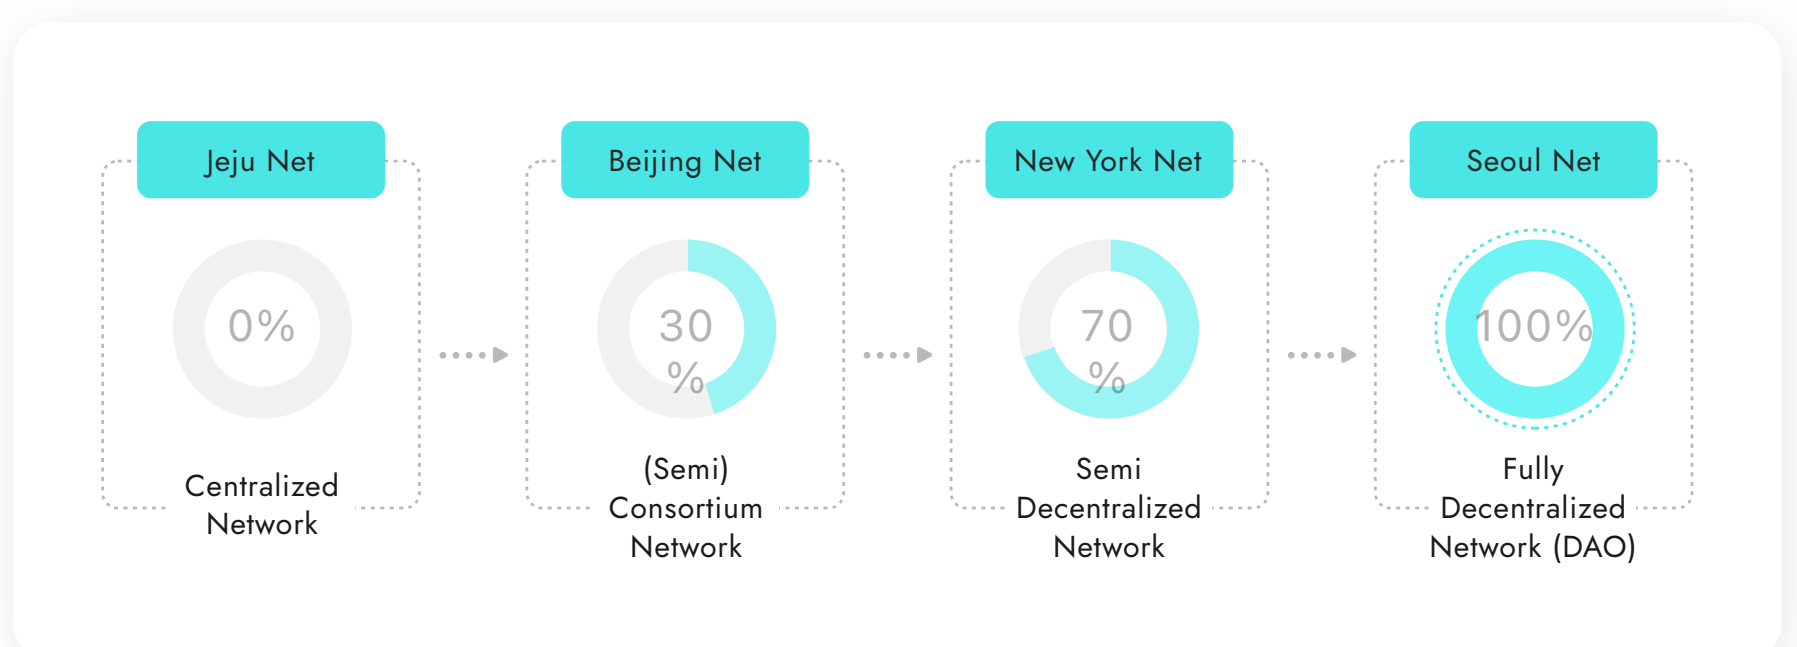 Jeju Net
0%
Centralized
Network
Beijing Net
30
%
(Semi)
Consortium
Network
New York Net
70
%
Semi
Decentralized
Network
Seoul Net
100%
Fully
Decentralized
Network (DAO)